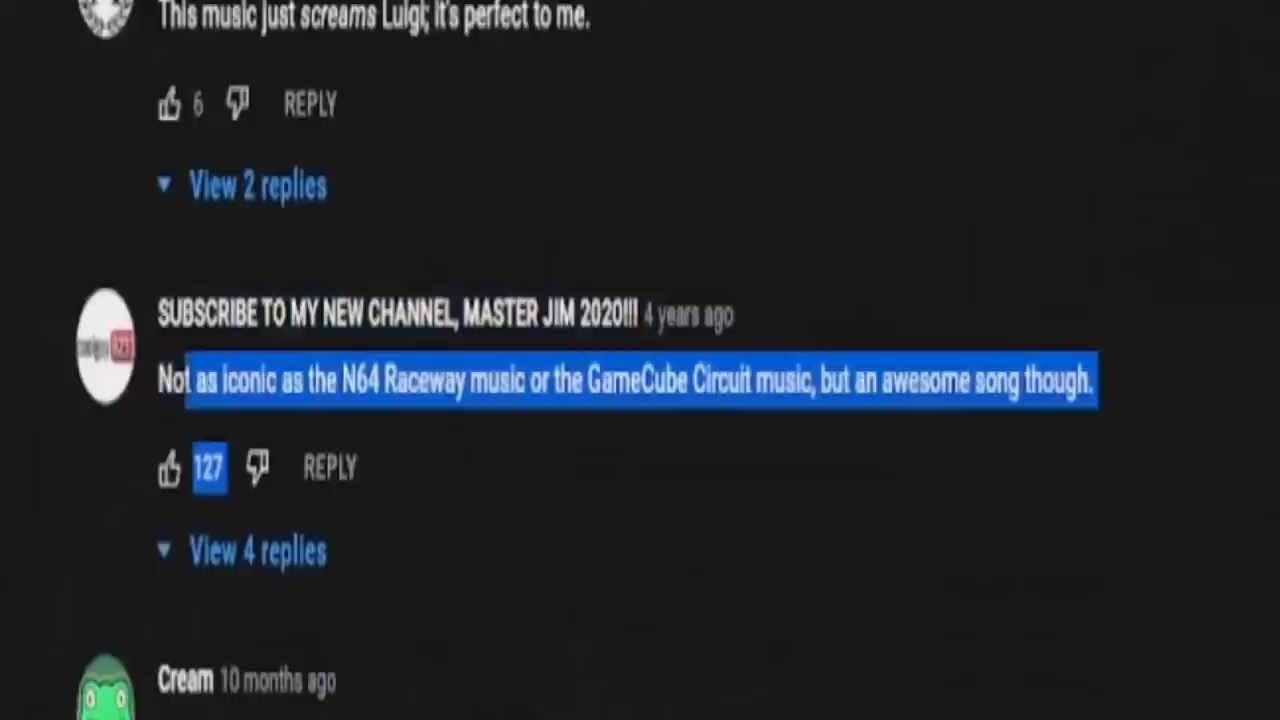 This music just screams Luigi; it's perfect to me.
6 REPLY
View 2 replies
SUBSCRIBE TO MY NEW CHANNEL, MASTER JIM 2020!!! 4 years ago
Not as iconic as the N64 Raceway music or the GameCube Circuit music, but an awesome song though.
127 REPLY
View 4 replies
Cream 10 months ago